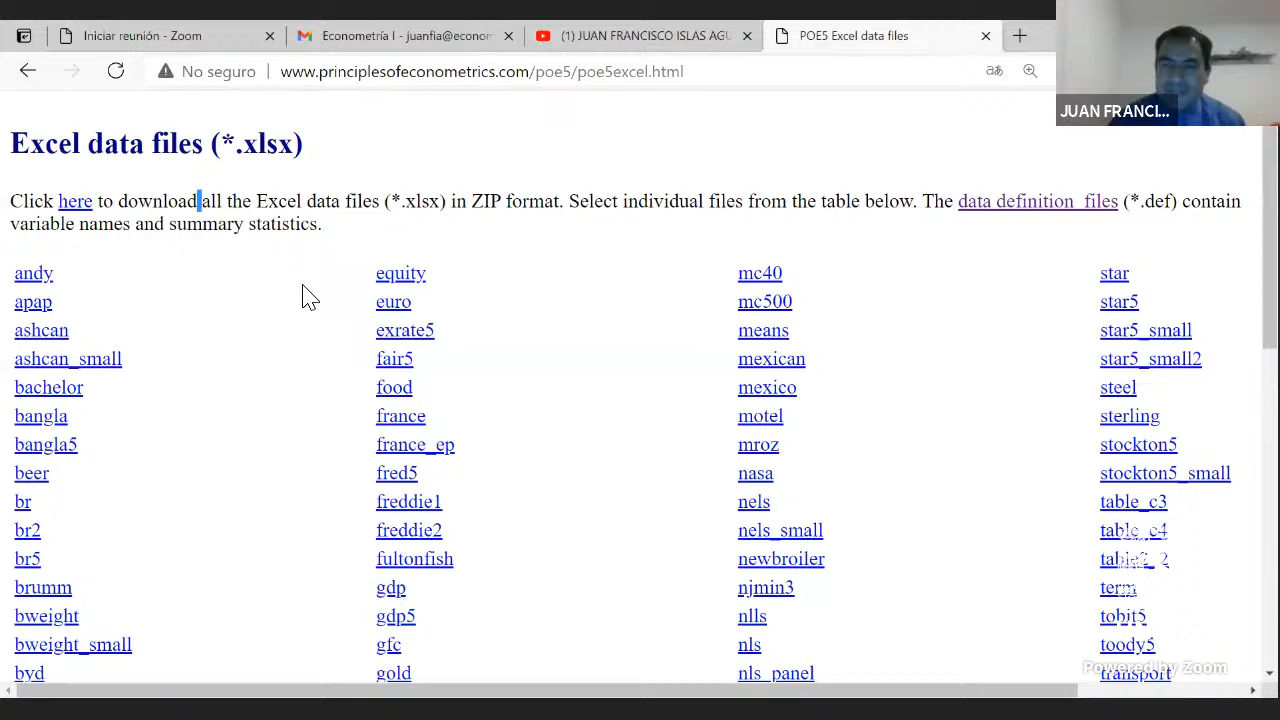 Iniciar reunión - Zoom
Econometría I - juanfia@econom
(1) JUAN FRANCISCO ISLAS AGU
POE5 Excel data files
No seguro
www.principlesofeconometrics.com/poe5/poe5excel.html
JUAN FRANCI...
Excel data files (*.xlsx)
Click here to download all the Excel data files (*.xlsx) in ZIP format. Select individual files from the table below. The data definition files (*.def) contain
variable names and summary statistics.
andy equity mc40 star
apap euro mc500 star5
ashcan exrate5 means star5_small
ashcan_small fair5 mexican star5_small2
bachelor food mexico steel
bangla france motel sterling
bangla5 france_ep mroz stockton5
beer fred5 nasa stockton5_small
br freddie1 nels table_c3
br2 freddie2 nels_small table_c4
br5 fultonfish newbroiler
brumm gdp njmin3 term
bweight gdp5 nlls tobit5
bweight_small gfc nls toody5
byd gold nls_panel transport
Powered by Zoom